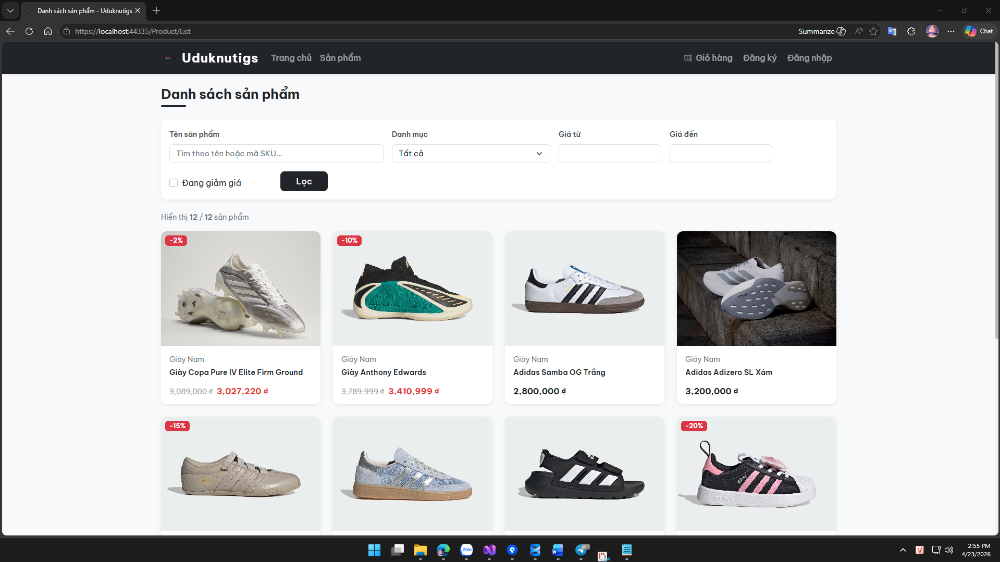 Danh sách sản phẩm - Uduknutigs
https://localhost:44335/Product/List
Summarize
Chat
Uduknutigs
Trang chủ
Sản phẩm
Giỏ hàng
Đăng ký
Đăng nhập
Danh sách sản phẩm
Tên sản phẩm
Danh mục
Giá từ
Giá đến
Tìm theo tên hoặc mã SKU...
Tất cả
Đang giảm giá
Lọc
Hiển thị 12 / 12 sản phẩm
-2%
-10%
Giày Nam
Giày Copa Pure IV Elite Firm Ground
3,089,000 ₫ 3,027,220 ₫
Giày Nam
Giày Anthony Edwards
3,789,999 ₫ 3,410,999 ₫
Giày Nam
Adidas Samba OG Trắng
2,800,000 ₫
Giày Nam
Adidas Adizero SL Xám
3,200,000 ₫
-15%
-20%
Zalo
461
2:55 PM
4/23/2026